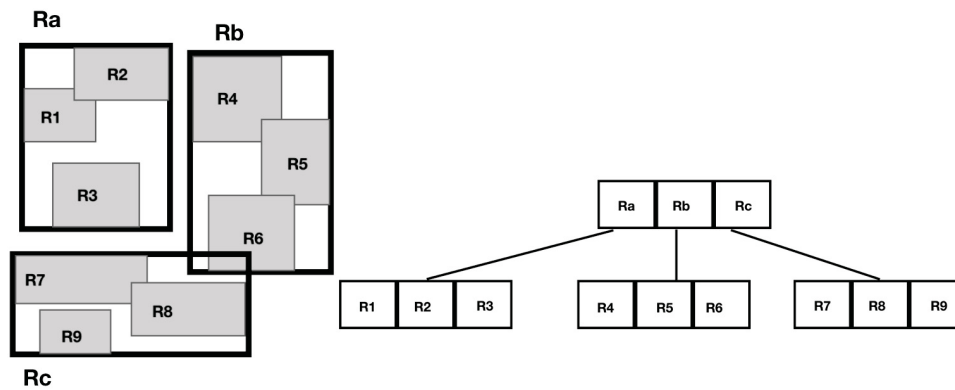 Ra
Rb
R2
R1
R3
R4
R5
R6
R7
R8
R9
Rc
Ra Rb Rc
R1 R2 R3
R4 R5 R6
R7 R8 R9